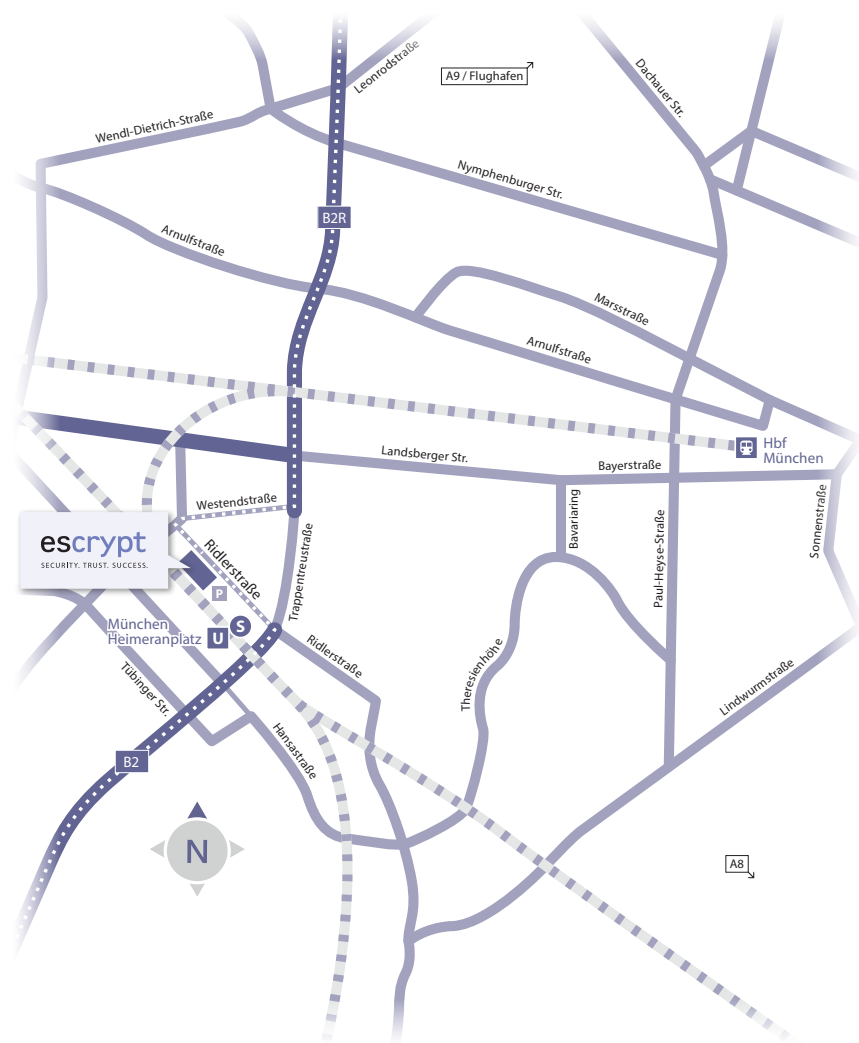 Leonrodstraße
A9 / Flughafen
Dachauer Str.
Wendl-Dietrich-Straße
Nymphenburger Str.
B2R
Arnulfstraße
Marsstraße
Arnulfstraße
Hbf
München
Landsberger Str.
Bayerstraße
Westendstraße
Bavariaring
Sonnenstraße
Paul-Heyse-Straße
Trappentreustraße
escrypt
SECURITY. TRUST. SUCCESS.
Ridlerstraße
P
München
Heimeranplatz
U
S
Ridlerstraße
Theresienhöhe
Tübinger Str.
Lindwurmstraße
Hansastraße
B2
N
A8